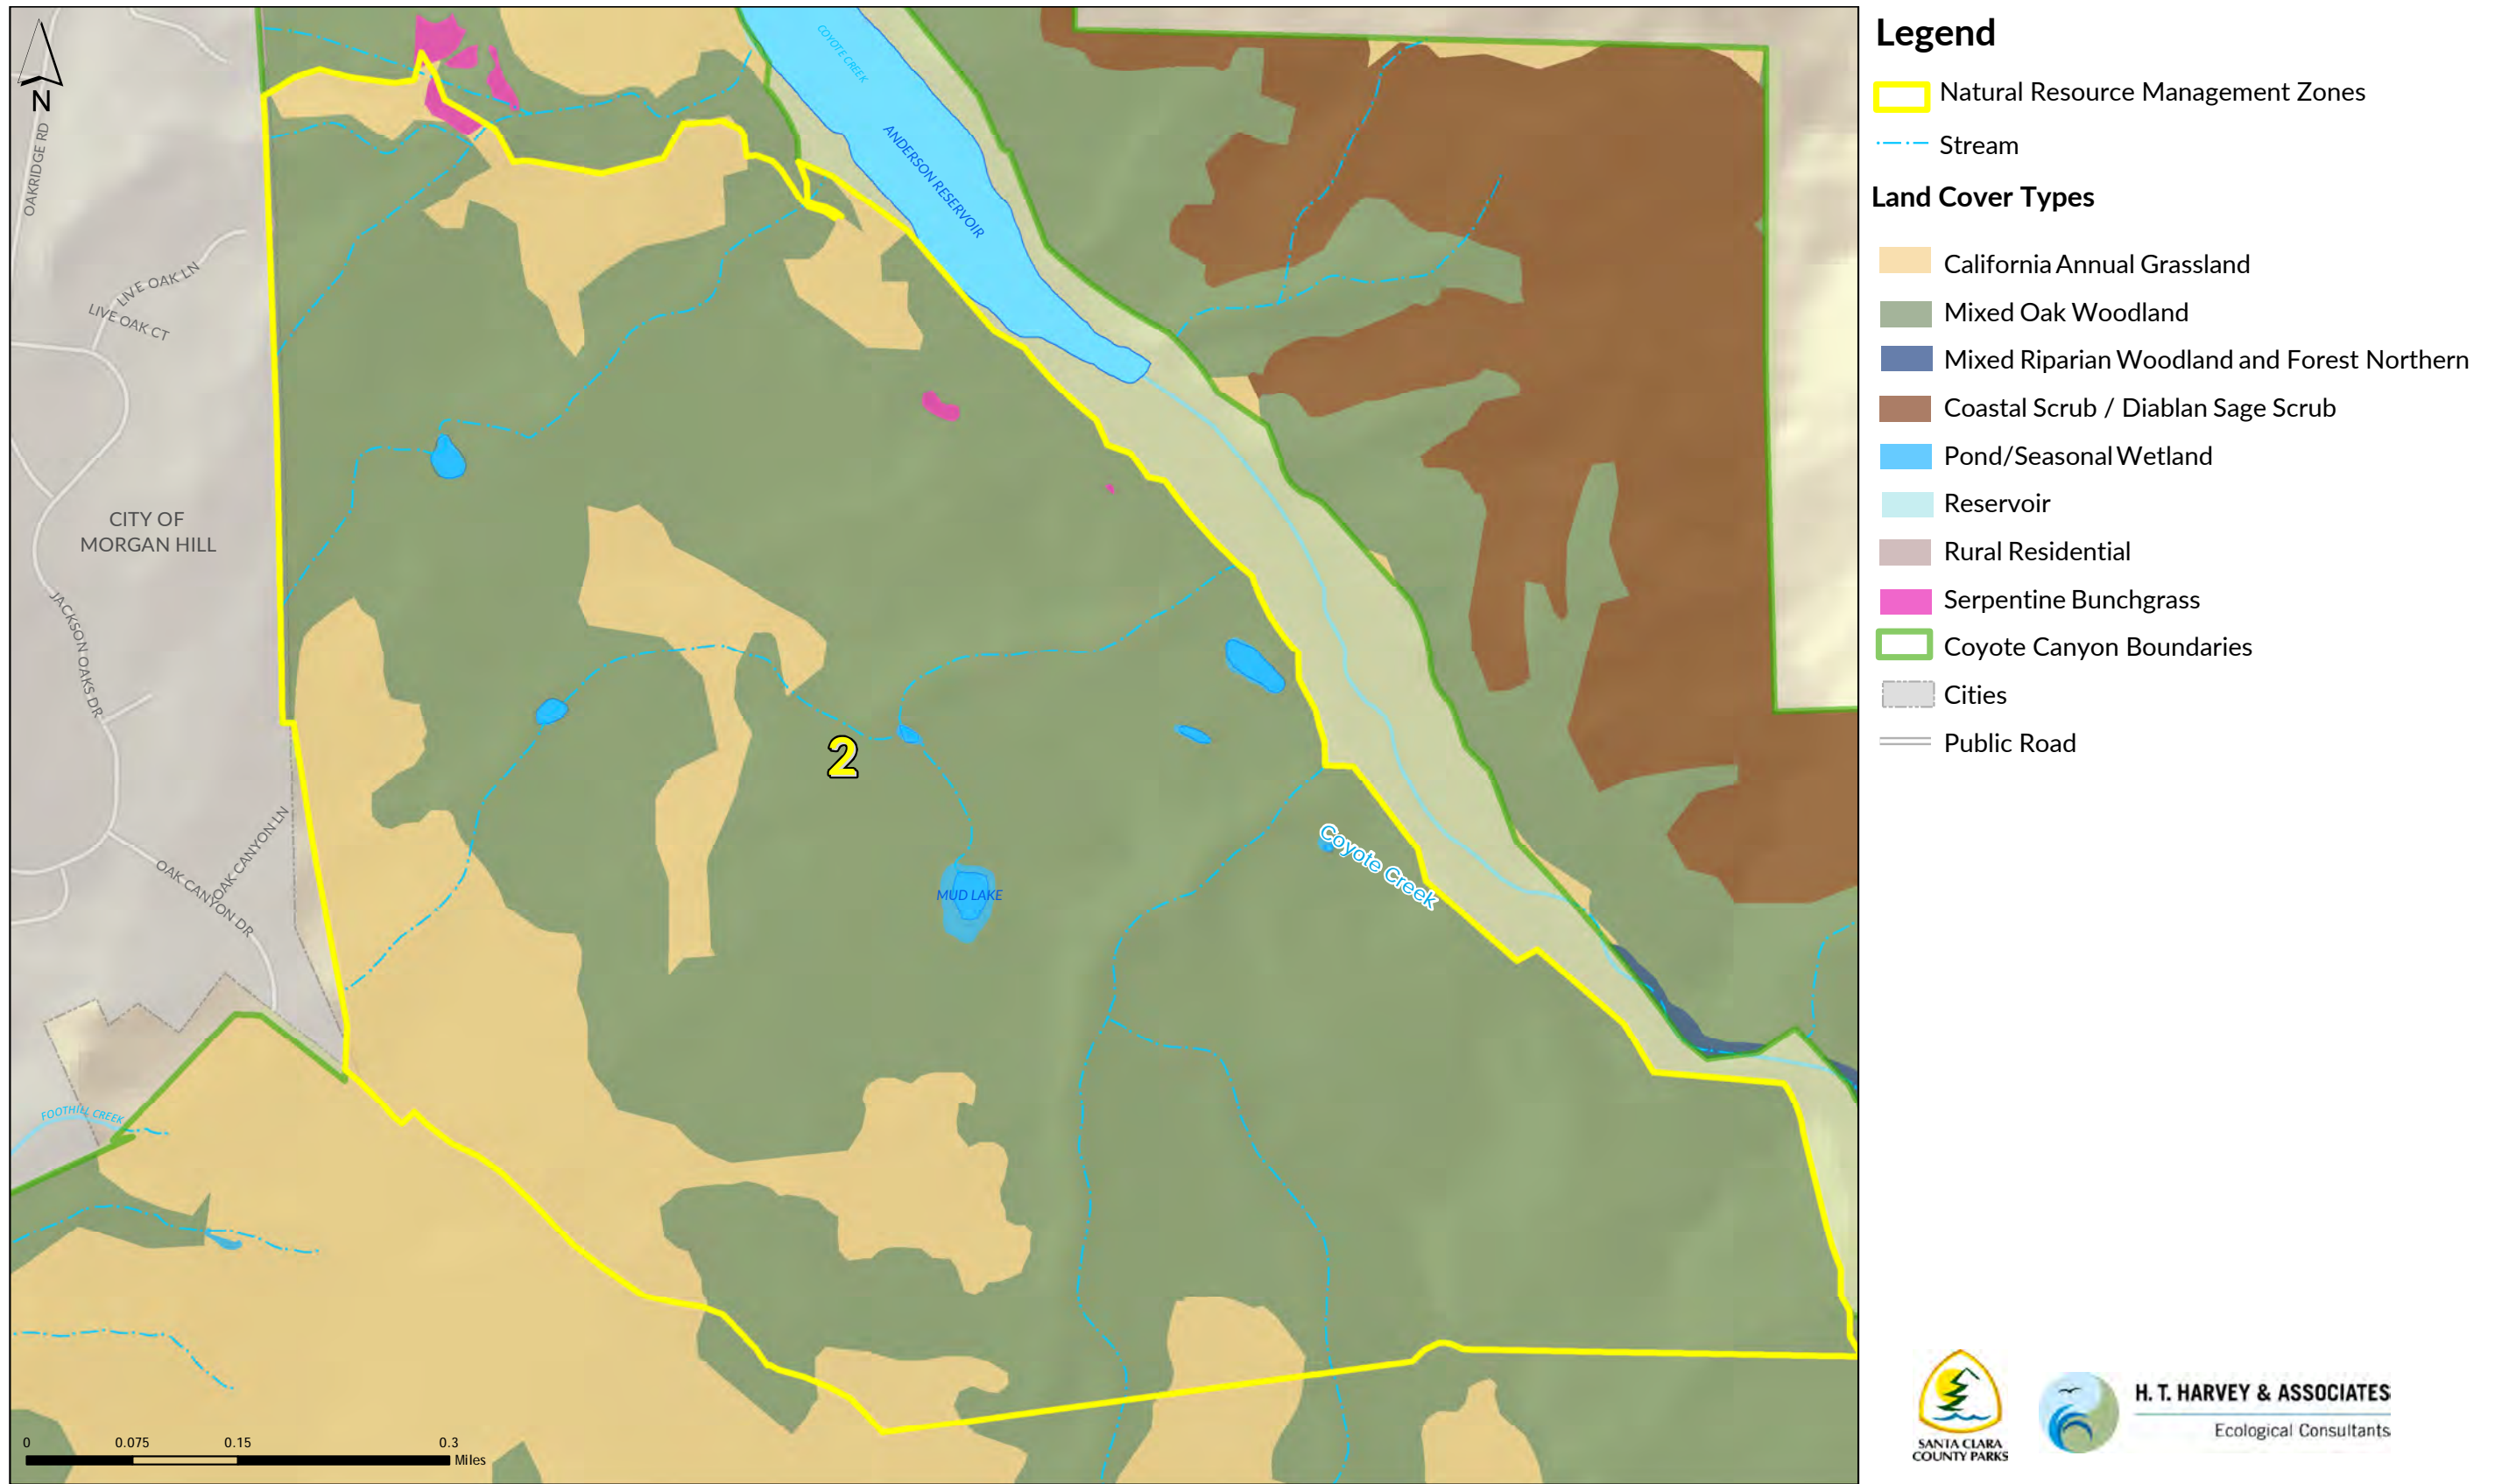 COYOTE CREEK
ANDERSON RESERVOIR
N
OAKRIDGE RD
LIVE OAK LN
LIVE OAK CT
CITY OF
MORGAN HILL
JACKSON OAKS DR
OAK CANYON LN
OAK CANYON DR
2
MUD LAKE
Coyote Creek
FOOTHILL CREEK
0 0.075 0.15 0.3
Miles
Legend
Natural Resource Management Zones
Stream
Land Cover Types
California Annual Grassland
Mixed Oak Woodland
Mixed Riparian Woodland and Forest Northern
Coastal Scrub / Diablan Sage Scrub
Pond/Seasonal Wetland
Reservoir
Rural Residential
Serpentine Bunchgrass
Coyote Canyon Boundaries
Cities
Public Road
SANTA CLARA
COUNTY PARKS
H. T. HARVEY & ASSOCIATES
Ecological Consultants